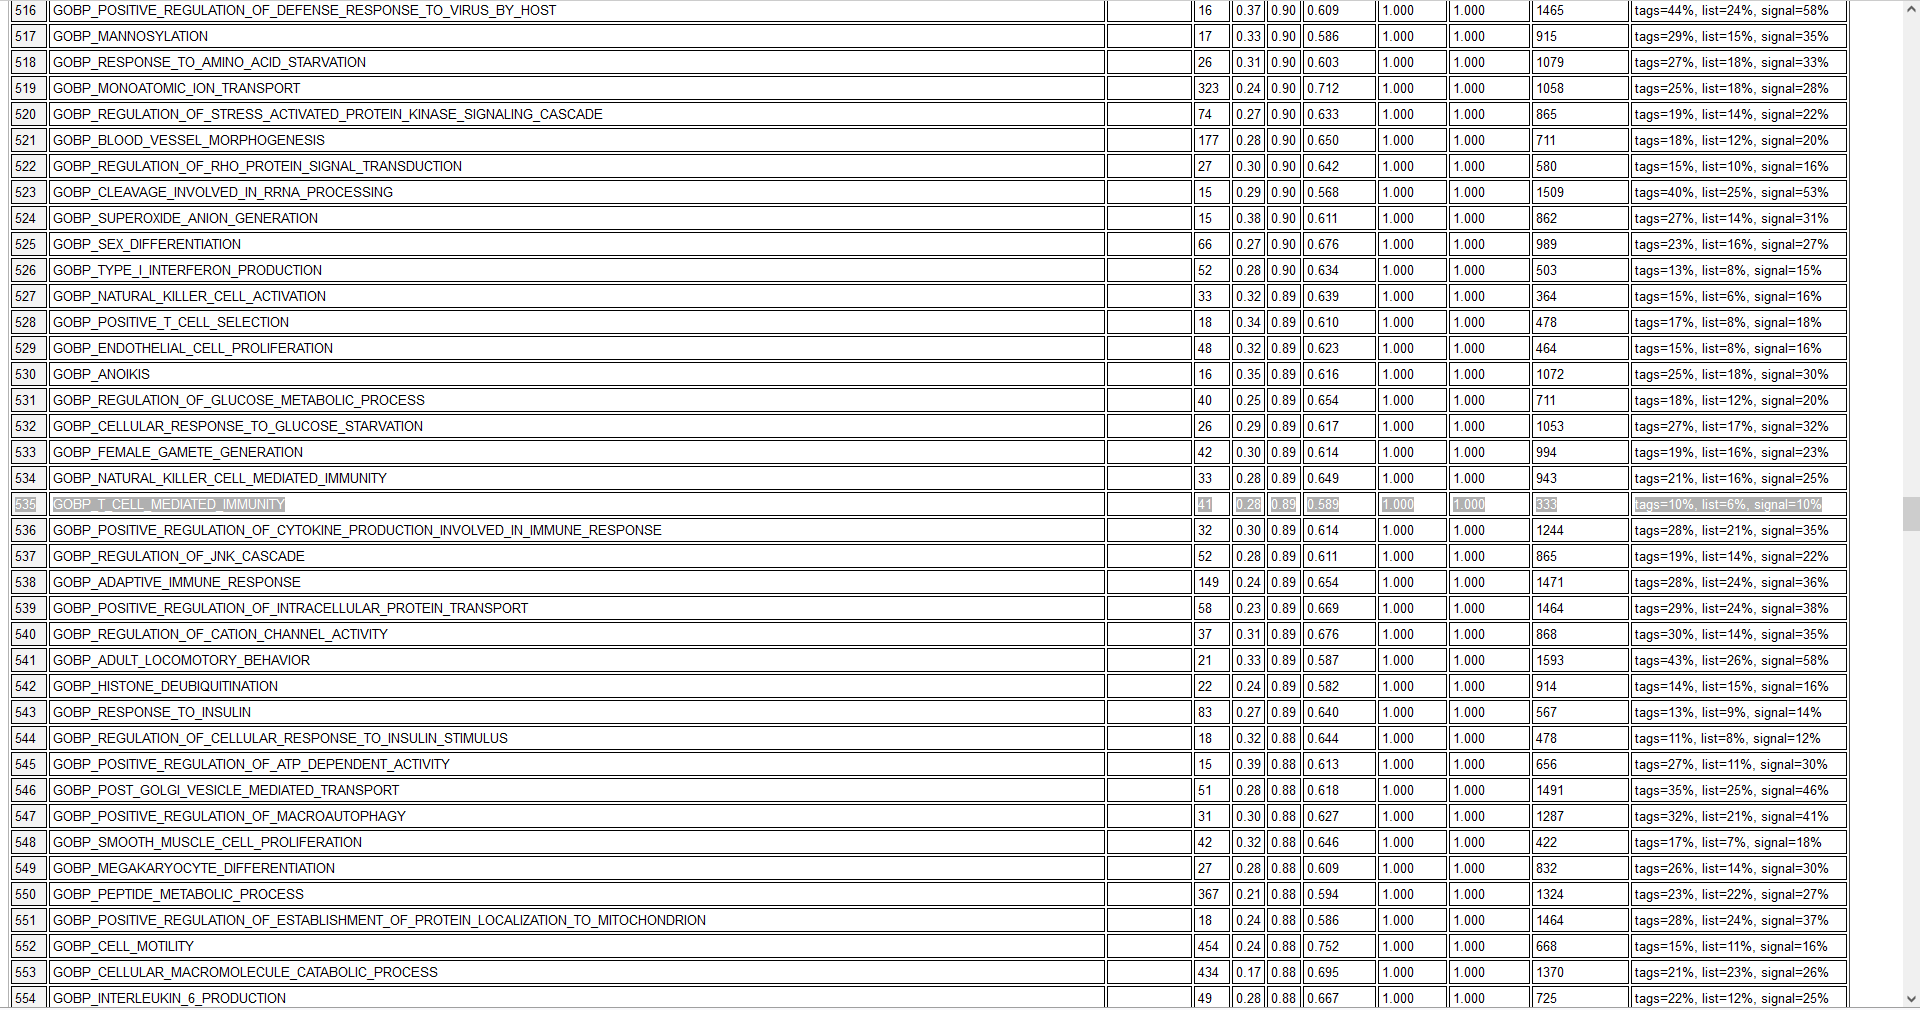 516 GOBP_POSITIVE_REGULATION_OF_DEFENSE_RESPONSE_TO_VIRUS_BY_HOST 16 0.37 0.90 0.609 1.000 1.000 1465 tags=44%, list=24%, signal=58%
517 GOBP_MANNOSYLATION 17 0.33 0.90 0.586 1.000 1.000 915 tags=29%, list=15%, signal=35%
518 GOBP_RESPONSE_TO_AMINO_ACID_STARVATION 26 0.31 0.90 0.603 1.000 1.000 1079 tags=27%, list=18%, signal=33%
519 GOBP_MONOATOMIC_ION_TRANSPORT 323 0.24 0.90 0.712 1.000 1.000 1058 tags=25%, list=18%, signal=28%
520 GOBP_REGULATION_OF_STRESS_ACTIVATED_PROTEIN_KINASE_SIGNALING_CASCADE 74 0.27 0.90 0.633 1.000 1.000 865 tags=19%, list=14%, signal=22%
521 GOBP_BLOOD_VESSEL_MORPHOGENESIS 177 0.28 0.90 0.650 1.000 1.000 711 tags=18%, list=12%, signal=20%
522 GOBP_REGULATION_OF_RHO_PROTEIN_SIGNAL_TRANSDUCTION 27 0.30 0.90 0.642 1.000 1.000 580 tags=15%, list=10%, signal=16%
523 GOBP_CLEAVAGE_INVOLVED_IN_RRNA_PROCESSING 15 0.29 0.90 0.568 1.000 1.000 1509 tags=40%, list=25%, signal=53%
524 GOBP_SUPEROXIDE_ANION_GENERATION 15 0.38 0.90 0.611 1.000 1.000 862 tags=27%, list=14%, signal=31%
525 GOBP_SEX_DIFFERENTIATION 66 0.27 0.90 0.676 1.000 1.000 989 tags=23%, list=16%, signal=27%
526 GOBP_TYPE_I_INTERFERON_PRODUCTION 52 0.28 0.90 0.634 1.000 1.000 503 tags=13%, list=8%, signal=15%
527 GOBP_NATURAL_KILLER_CELL_ACTIVATION 33 0.32 0.89 0.639 1.000 1.000 364 tags=15%, list=6%, signal=16%
528 GOBP_POSITIVE_T_CELL_SELECTION 18 0.34 0.89 0.610 1.000 1.000 478 tags=17%, list=8%, signal=18%
529 GOBP_ENDOTHELIAL_CELL_PROLIFERATION 48 0.32 0.89 0.623 1.000 1.000 464 tags=15%, list=8%, signal=16%
530 GOBP_ANOIKIS 16 0.35 0.89 0.616 1.000 1.000 1072 tags=25%, list=18%, signal=30%
531 GOBP_REGULATION_OF_GLUCOSE_METABOLIC_PROCESS 40 0.25 0.89 0.654 1.000 1.000 711 tags=18%, list=12%, signal=20%
532 GOBP_CELLULAR_RESPONSE_TO_GLUCOSE_STARVATION 26 0.29 0.89 0.617 1.000 1.000 1053 tags=27%, list=17%, signal=32%
533 GOBP_FEMALE_GAMETE_GENERATION 42 0.30 0.89 0.614 1.000 1.000 994 tags=19%, list=16%, signal=23%
534 GOBP_NATURAL_KILLER_CELL_MEDIATED_IMMUNITY 33 0.28 0.89 0.649 1.000 1.000 943 tags=21%, list=16%, signal=25%
535 GOBP_T_CELL_MEDIATED_IMMUNITY 41 0.28 0.89 0.589 1.000 1.000 333 tags=10%, list=6%, signal=10%
536 GOBP_POSITIVE_REGULATION_OF_CYTOKINE_PRODUCTION_INVOLVED_IN_IMMUNE_RESPONSE 32 0.30 0.89 0.614 1.000 1.000 1244 tags=28%, list=21%, signal=35%
537 GOBP_REGULATION_OF_JNK_CASCADE 52 0.28 0.89 0.611 1.000 1.000 865 tags=19%, list=14%, signal=22%
538 GOBP_ADAPTIVE_IMMUNE_RESPONSE 149 0.24 0.89 0.654 1.000 1.000 1471 tags=28%, list=24%, signal=36%
539 GOBP_POSITIVE_REGULATION_OF_INTRACELLULAR_PROTEIN_TRANSPORT 58 0.23 0.89 0.669 1.000 1.000 1464 tags=29%, list=24%, signal=38%
540 GOBP_REGULATION_OF_CATION_CHANNEL_ACTIVITY 37 0.31 0.89 0.676 1.000 1.000 868 tags=30%, list=14%, signal=35%
541 GOBP_ADULT_LOCOMOTORY_BEHAVIOR 21 0.33 0.89 0.587 1.000 1.000 1593 tags=43%, list=26%, signal=58%
542 GOBP_HISTONE_DEUBIQUITINATION 22 0.24 0.89 0.582 1.000 1.000 914 tags=14%, list=15%, signal=16%
543 GOBP_RESPONSE_TO_INSULIN 83 0.27 0.89 0.640 1.000 1.000 567 tags=13%, list=9%, signal=14%
544 GOBP_REGULATION_OF_CELLULAR_RESPONSE_TO_INSULIN_STIMULUS 18 0.32 0.88 0.644 1.000 1.000 478 tags=11%, list=8%, signal=12%
545 GOBP_POSITIVE_REGULATION_OF_ATP_DEPENDENT_ACTIVITY 15 0.39 0.88 0.613 1.000 1.000 656 tags=27%, list=11%, signal=30%
546 GOBP_POST_GOLGI_VESICLE_MEDIATED_TRANSPORT 51 0.28 0.88 0.618 1.000 1.000 1491 tags=35%, list=25%, signal=46%
547 GOBP_POSITIVE_REGULATION_OF_MACROAUTOPHAGY 31 0.30 0.88 0.627 1.000 1.000 1287 tags=32%, list=21%, signal=41%
548 GOBP_SMOOTH_MUSCLE_CELL_PROLIFERATION 42 0.32 0.88 0.646 1.000 1.000 422 tags=17%, list=7%, signal=18%
549 GOBP_MEGAKARYOCYTE_DIFFERENTIATION 27 0.28 0.88 0.609 1.000 1.000 832 tags=26%, list=14%, signal=30%
550 GOBP_PEPTIDE_METABOLIC_PROCESS 367 0.21 0.88 0.594 1.000 1.000 1324 tags=23%, list=22%, signal=27%
551 GOBP_POSITIVE_REGULATION_OF_ESTABLISHMENT_OF_PROTEIN_LOCALIZATION_TO_MITOCHONDRION 18 0.24 0.88 0.586 1.000 1.000 1464 tags=28%, list=24%, signal=37%
552 GOBP_CELL_MOTILITY 454 0.24 0.88 0.752 1.000 1.000 668 tags=15%, list=11%, signal=16%
553 GOBP_CELLULAR_MACROMOLECULE_CATABOLIC_PROCESS 434 0.17 0.88 0.695 1.000 1.000 1370 tags=21%, list=23%, signal=26%
554 GOBP_INTERLEUKIN_6_PRODUCTION 49 0.28 0.88 0.667 1.000 1.000 725 tags=22%, list=12%, signal=25%